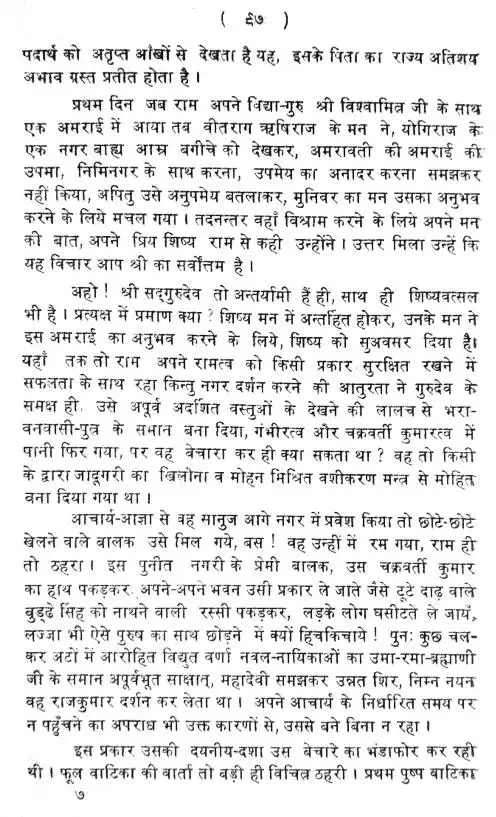 ( ६७ )
पदार्थ को अतृप्त आंखों से देखता है यह, इसके पिता का राज्य अतिशय
अभाव ग्रस्त प्रतीत होता है ।
प्रथम दिन जब राम अपने विद्या-गुरु श्री विश्वामित्र जी के साथ
एक अमराई में आया तब वीतराग ऋषिराज के मन ने, योगिराज के
एक नगर वाह्य आम्र बगीचे को देखकर, अमरावती की अमराई की
उपमा, निमिनगर के साथ करना, उपमेय का अनादर करना समझकर
नहीं किया, अपितु उसे अनुपमेय बतलाकर, मुनिवर का मन उसका अनुभव
करने के लिये मचल गया । तदनन्तर वहाँ विश्राम करने के लिये अपने मन
की बात, अपने प्रिय शिष्य राम से कही उन्होंने । उत्तर मिला उन्हें कि
यह विचार आप श्री का सर्वोत्तम है ।
अहो ! श्री सद्‌गुरुदेव तो अन्तर्यामी हैं ही, साथ ही शिष्यवत्सल
भी है । प्रत्यक्ष में प्रमाण क्या ? शिष्य मन में अन्तर्हित होकर, उनके मन ने
इस अमराई का अनुभव करने के लिये, शिष्य को सुअवसर दिया है।
यहाँ तक तो राम अपने रामत्व को किसी प्रकार सुरक्षित रखने में
सफलता के साथ रहा किन्तु नगर दर्शन करने की आतुरता ने गुरुदेव के
समक्ष ही उसे अपूर्व अदर्शित वस्तुओं के देखने की लालच से भरा-
वनवासी-पुत्र के समान बना दिया, गंभीरत्व और चक्रवर्ती कुमारत्व में
पानी फिर गया, पर वह बेचारा कर ही क्या सकता था ? वह तो किसी
के द्वारा जादूगरी का खिलौना व मोहन मिश्रित वशीकरण मन्त्र से मोहित
बना दिया गया था ।
आचार्य-आज्ञा से वह सानुज आगे नगर में प्रवेश किया तो छोटे-छोटे
खेलने वाले बालक उसे मिल गये, बस ! वह उन्हीं में रम गया, राम ही
तो ठहरा । इस पुनीत नगरी के प्रेमी बालक, उस चक्रवर्ती कुमार
का हाथ पकड़कर अपने-अपने भवन उसी प्रकार ले जाते जैसे टूटे दाढ़ वाले
बुड्ढे सिंह को नाथने वाली रस्सी पकड़कर, लड़के लोग घसीटते ले जायँ,
लज्जा भी ऐसे पुरुष का साथ छोड़ने में क्यों हिचकिचाये ! पुनः कुछ चल-
कर अटों में आरोहित विद्युत वर्णा नवल-नायिकाओं का उमा-रमा-ब्रह्माणी
जी के समान अपूर्वभूत साक्षात्, महादेवी समझकर उन्नत शिर, निम्न नयन
वह राजकुमार दर्शन कर लेता था । अपने आचार्य के निर्धारित समय पर
न पहुँचने का अपराध भी उक्त कारणों से, उससे बने बिना न रहा ।
इस प्रकार उसकी दयनीय-दशा उस बेचारे का भंडाफोर कर रही
थी । फूल वाटिका की वार्ता तो बड़ी ही विचित्र ठहरी । प्रथम पुष्प वाटिका
७